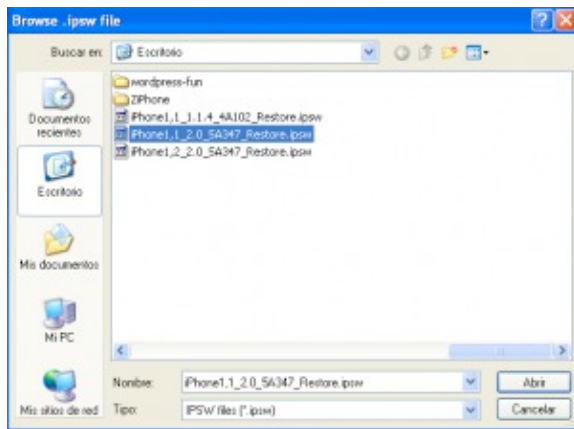 Browse .ipsw file
Buscar en:
Escritorio
Documentos
recientes
Escritorio
Mis documentos
Mi PC
Mis sitios de red
wordpress-fun
ZiPhone
iPhone1,1_1.1.4_4A102_Restore.ipsw
iPhone1,1_2.0_5A347_Restore.ipsw
iPhone1,2_2.0_5A347_Restore.ipsw
Nombre:
iPhone1,1_2.0_5A347_Restore.ipsw
Abrir
Tipo:
IPSW files (*.ipsw)
Cancelar